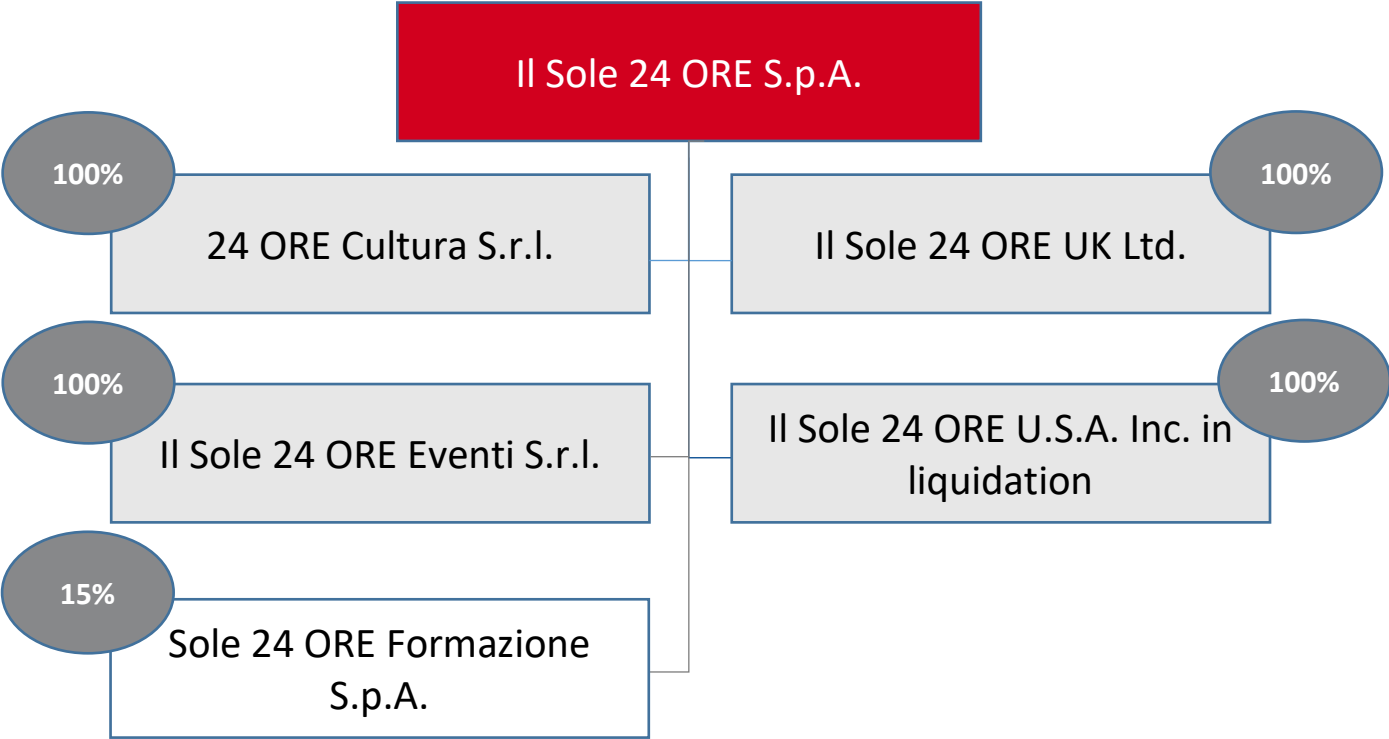 Il Sole 24 ORE S.p.A.
100%
24 ORE Cultura S.r.l.
100%
Il Sole 24 ORE UK Ltd.
100%
Il Sole 24 ORE Eventi S.r.l.
100%
Il Sole 24 ORE U.S.A. Inc. in
liquidation
15%
Sole 24 ORE Formazione
S.p.A.